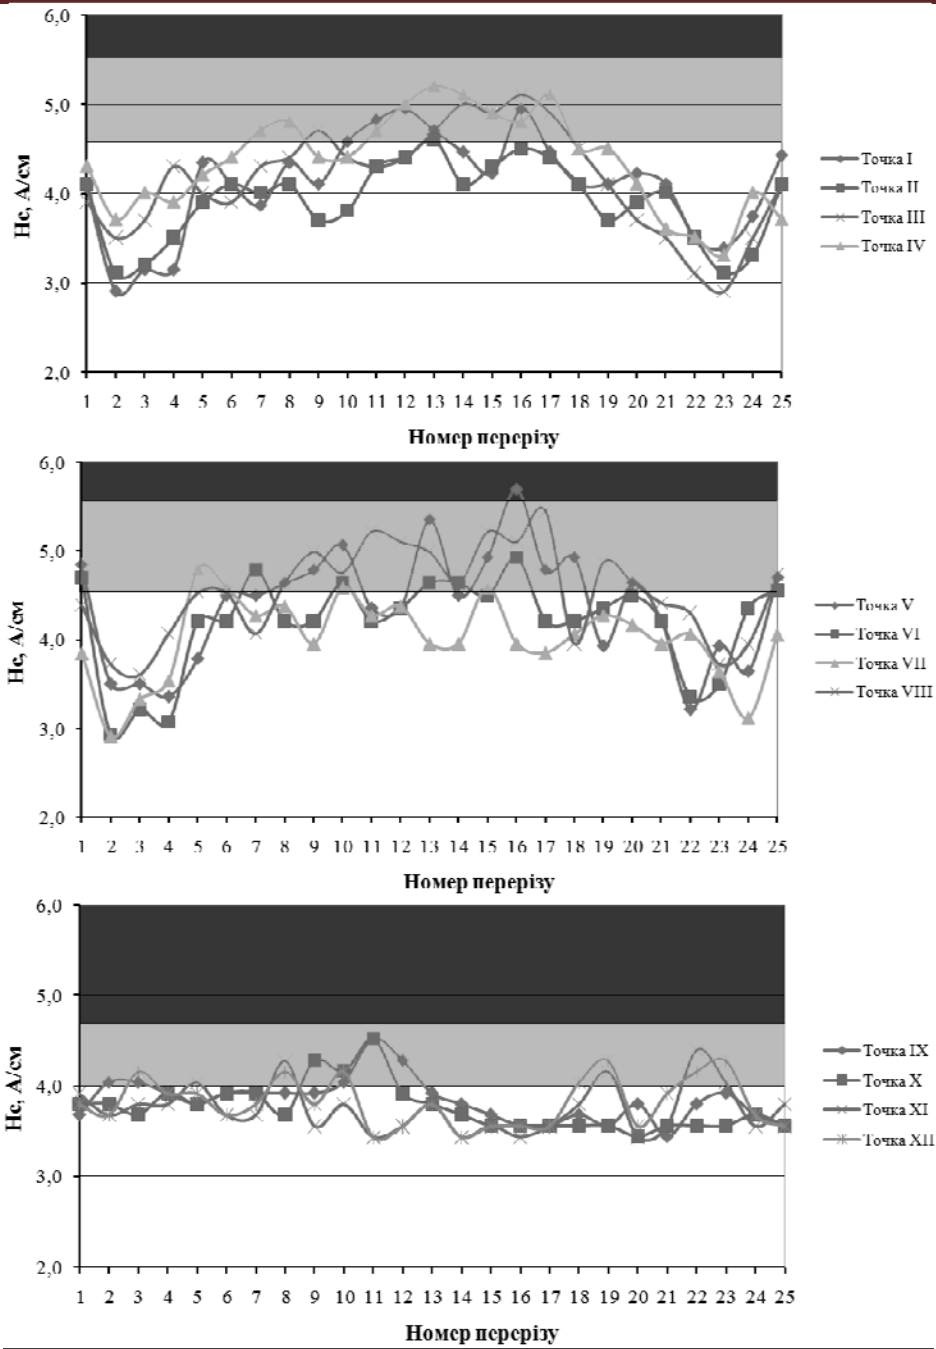 6,0
5,0
4,0
3,0
2,0
Нс, А/см
1 2 3 4 5 6 7 8 9 10 11 12 13 14 15 16 17 18 19 20 21 22 23 24 25
Номер перерізу
Точка I
Точка II
Точка III
Точка IV
6,0
5,0
4,0
3,0
2,0
Нс, А/см
1 2 3 4 5 6 7 8 9 10 11 12 13 14 15 16 17 18 19 20 21 22 23 24 25
Номер перерізу
Точка V
Точка VI
Точка VII
Точка VIII
6,0
5,0
4,0
3,0
2,0
Нс, А/см
1 2 3 4 5 6 7 8 9 10 11 12 13 14 15 16 17 18 19 20 21 22 23 24 25
Номер перерізу
Точка IX
Точка X
Точка XI
Точка XII